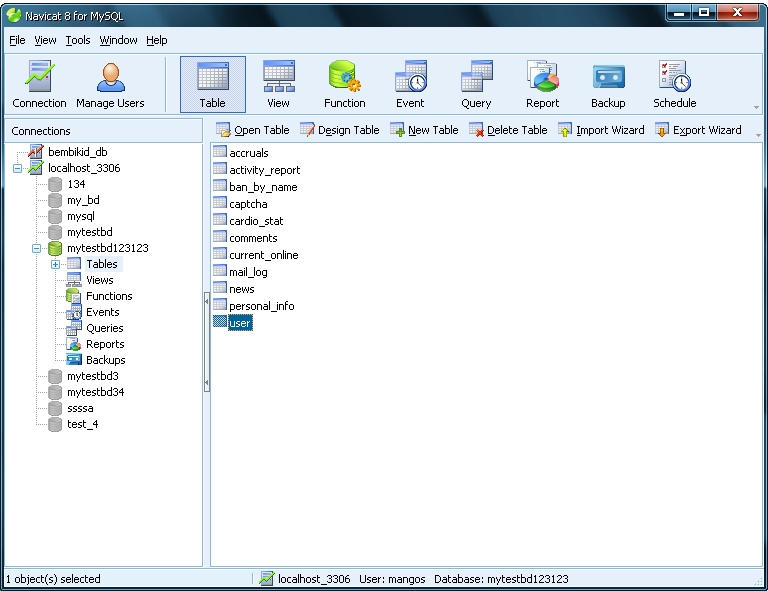 Navicat 8 for MySQL
File View Tools Window Help
Connection Manage Users Table View Function Event Query Report Backup Schedule
Connections
Open Table Design Table New Table Delete Table Import Wizard Export Wizard
bembikid_db
localhost_3306
134
my_bd
mysql
mytestbd
mytestbd123123
Tables
Views
Functions
Events
Queries
Reports
Backups
mytestbd3
mytestbd34
ssssa
test_4
accruals
activity_report
ban_by_name
captcha
cardio_stat
comments
current_online
mail_log
news
personal_info
user
1 object(s) selected
localhost_3306 User: mangos Database: mytestbd123123